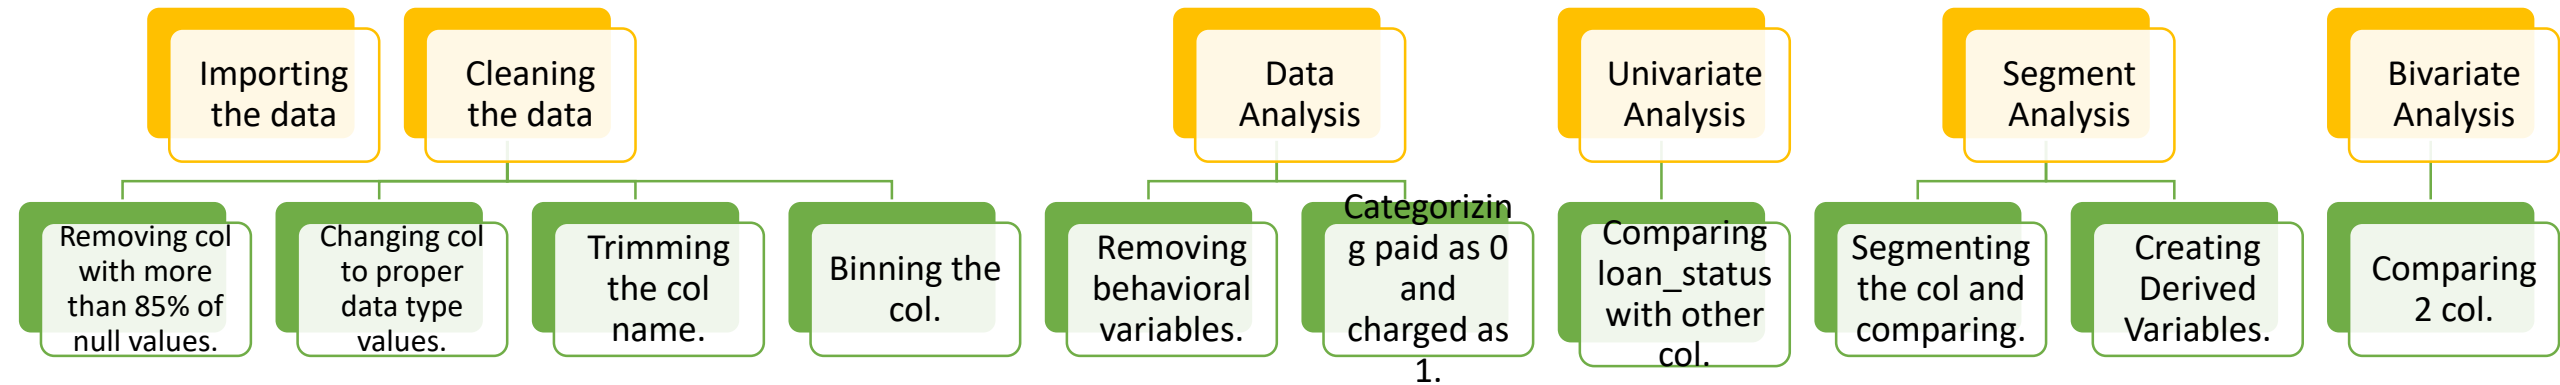 Importing
the data
Cleaning
the data
Data
Analysis
Univariate
Analysis
Segment
Analysis
Bivariate
Analysis
Removing col
with more
than 85% of
null values.
Changing col
to proper
data type
values.
Trimming
the col
name.
Binning the
col.
Removing
behavioral
variables.
Categorizin
g paid as 0
and
charged as
1.
Comparing
loan_status
with other
col.
Segmenting
the col and
comparing.
Creating
Derived
Variables.
Comparing
2 col.